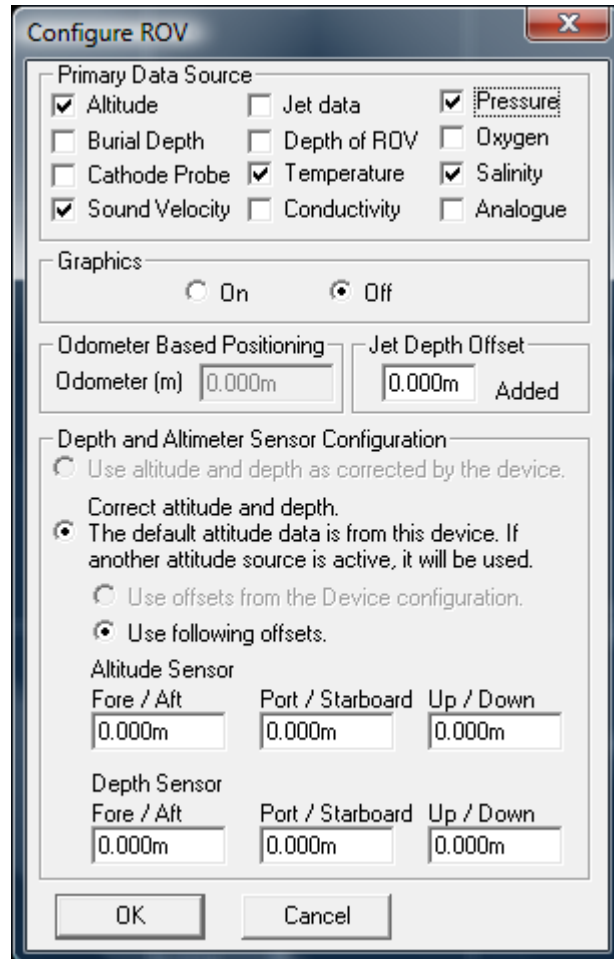 Configure ROV
Primary Data Source
Altitude Jet data Pressure
Burial Depth Depth of ROV Oxygen
Cathode Probe Temperature Salinity
Sound Velocity Conductivity Analogue
Graphics
On Off
Odometer Based Positioning Jet Depth Offset
Odometer (m) 0.000m 0.000m Added
Depth and Altimeter Sensor Configuration
Use altitude and depth as corrected by the device.
Correct attitude and depth.
The default attitude data is from this device. If
another attitude source is active, it will be used.
Use offsets from the Device configuration.
Use following offsets.
Altitude Sensor
Fore / Aft Port / Starboard Up / Down
0.000m 0.000m 0.000m
Depth Sensor
Fore / Aft Port / Starboard Up / Down
0.000m 0.000m 0.000m
OK Cancel